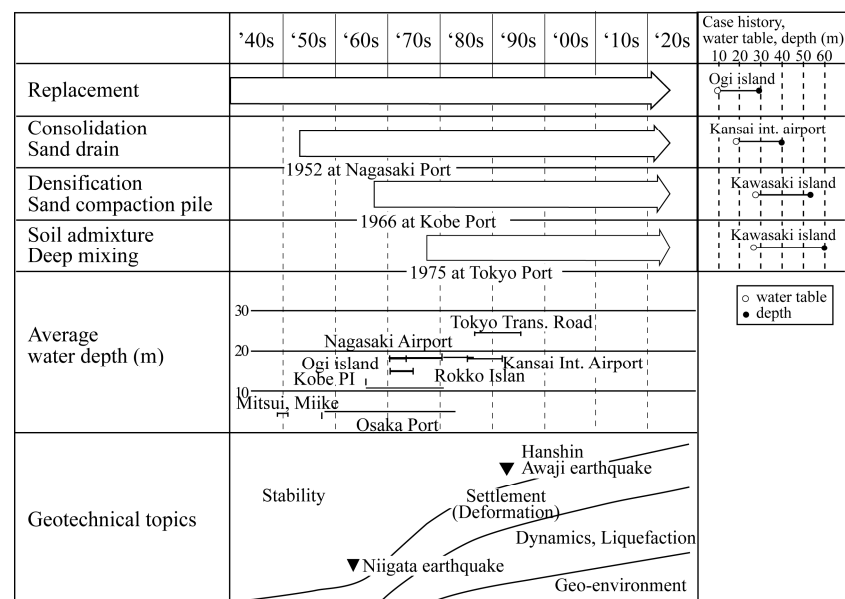 '40s '50s '60s '70s '80s '90s '00s '10s '20s
Case history,
water table, depth (m)
10 20 30 40 50 60
Replacement
Ogi island
Consolidation
Sand drain
Kansai int. airport
1952 at Nagasaki Port
Densification
Sand compaction pile
Kawasaki island
1966 at Kobe Port
Soil admixture
Deep mixing
Kawasaki island
1975 at Tokyo Port
water table
depth
Average
water depth (m)
30
Tokyo Trans. Road
Nagasaki Airport
20
Ogi island
Kansai Int. Airport
Kobe PI
Rokko Islan
10
Mitsui, Miike
Osaka Port
Geotechnical topics
Hanshin
Awaji earthquake
Stability
Settlement
(Deformation)
Dynamics, Liquefaction
Niigata earthquake
Geo-environment